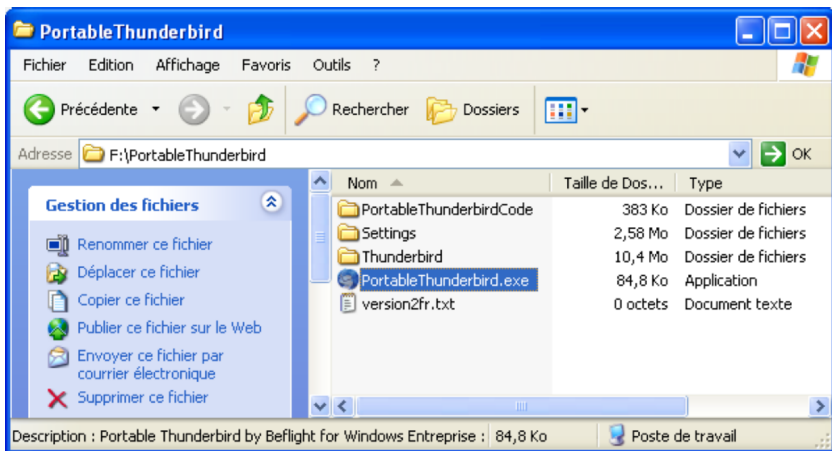 PortableThunderbird
Fichier Edition Affichage Favoris Outils ?
Précédente Rechercher Dossiers
Adresse F:\PortableThunderbird OK
Nom Taille de Dos... Type
Gestion des fichiers
Renommer ce fichier
Déplacer ce fichier
Copier ce fichier
Publier ce fichier sur le Web
Envoyer ce fichier par
courrier électronique
Supprimer ce fichier
PortableThunderbirdCode 383 Ko Dossier de fichiers
Settings 2,58 Mo Dossier de fichiers
Thunderbird 10,4 Mo Dossier de fichiers
PortableThunderbird.exe 84,8 Ko Application
version2fr.txt 0 octets Document texte
Description : Portable Thunderbird by Beflight for Windows Entreprise : 84,8 Ko Poste de travail